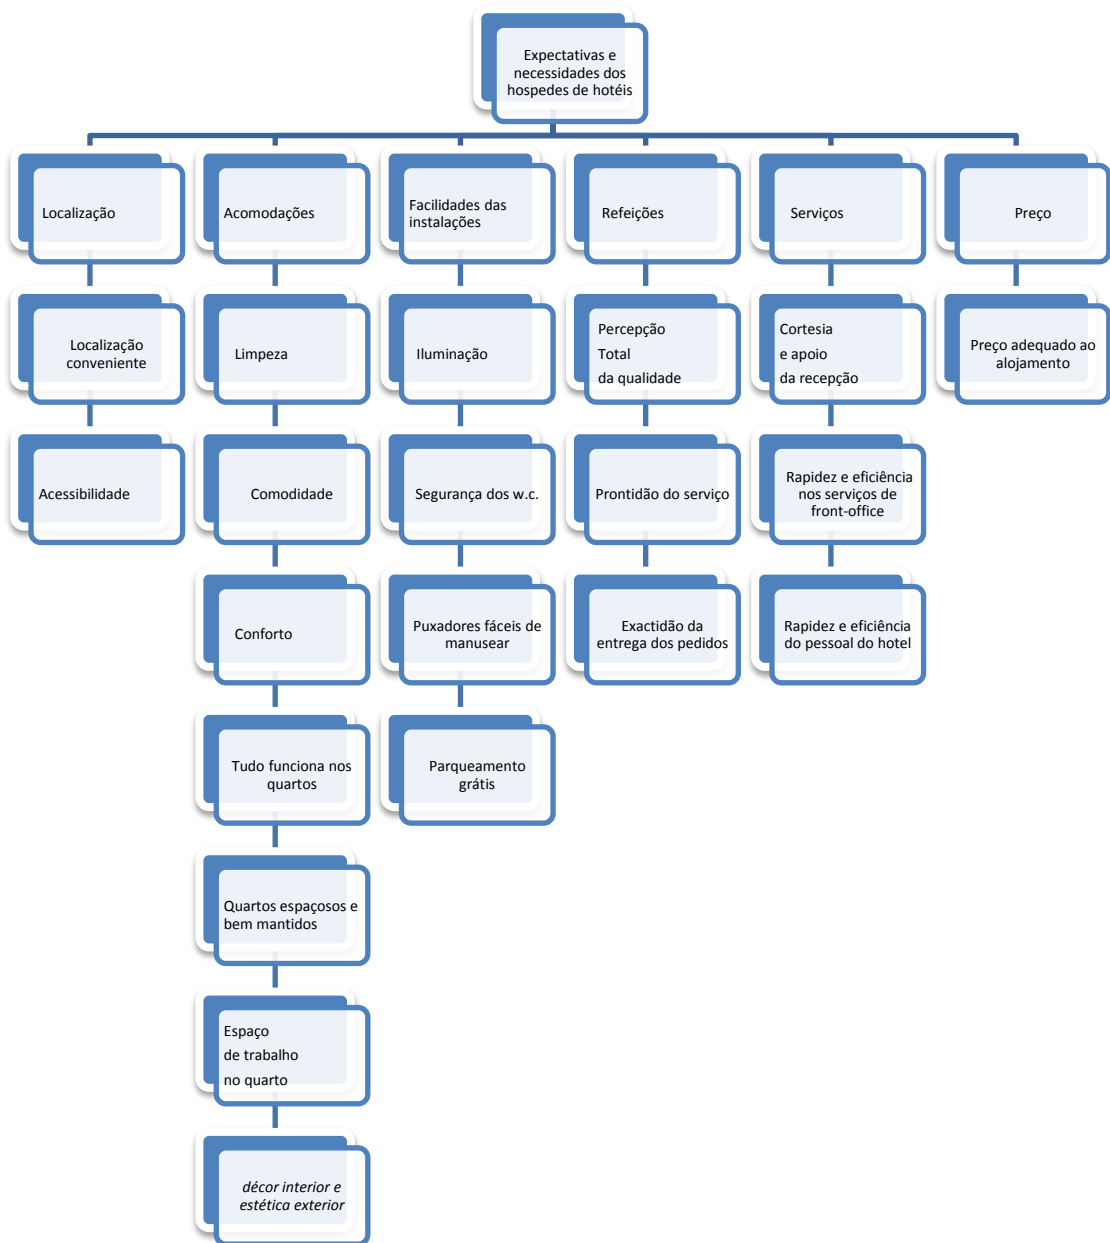 Expectativas e
necessidades dos
hospedes de hotéis
Localização
Acomodações
Facilidades das
instalações
Refeições
Serviços
Preço
Localização
conveniente
Limpeza
Iluminação
Percepção
Total
da qualidade
Cortesia
e apoio
da recepção
Preço adequado ao
alojamento
Acessibilidade
Comodidade
Segurança dos w.c.
Prontidão do serviço
Rapidez e eficiência
nos serviços de
front-office
Conforto
Puxadores fáceis de
manusear
Exactidão da
entrega dos pedidos
Rapidez e eficiência
do pessoal do hotel
Tudo funciona nos
quartos
Parqueamento
grátis
Quartos espaçosos e
bem mantidos
Espaço
de trabalho
no quarto
décor interior e
estética exterior